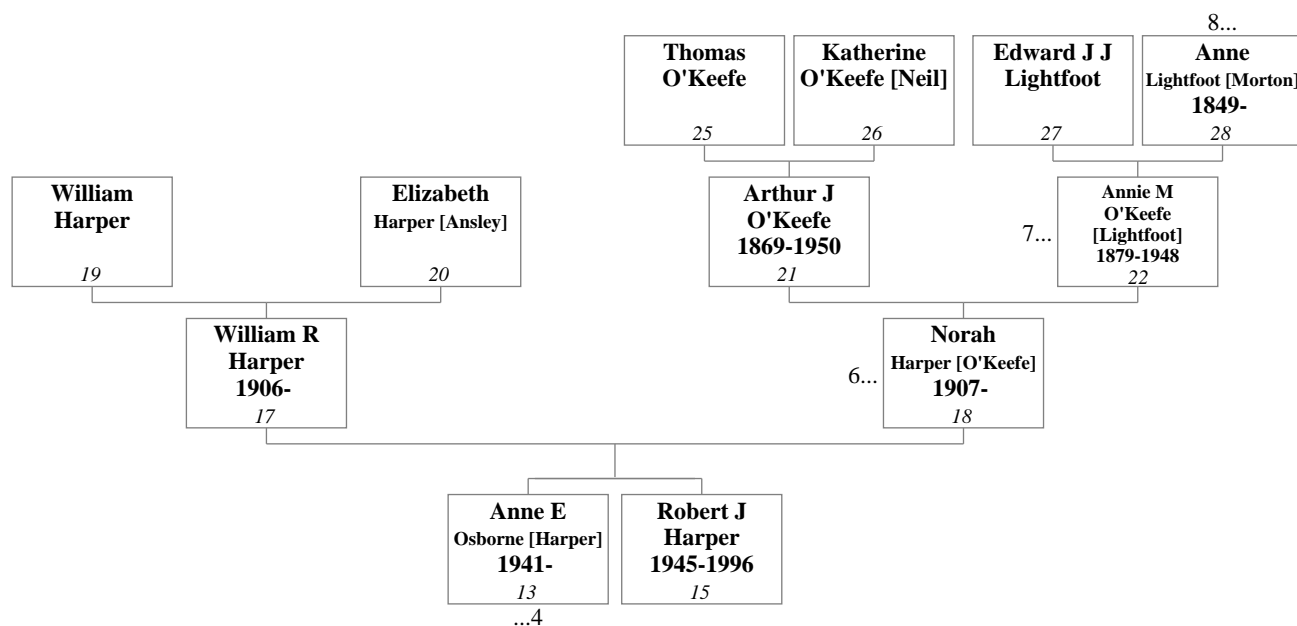 8...
Thomas
O'Keefe
25
Katherine
O'Keefe [Neil]
26
Edward J J
Lightfoot
27
Anne
Lightfoot [Morton]
1849-
28
William
Harper
19
Elizabeth
Harper [Ansley]
20
Arthur J
O'Keefe
1869-1950
21
7...
Annie M
O'Keefe
[Lightfoot]
1879-1948
22
William R
Harper
1906-
17
6...
Norah
Harper [O'Keefe]
1907-
18
Anne E
Osborne [Harper]
1941-
13
...4
Robert J
Harper
1945-1996
15